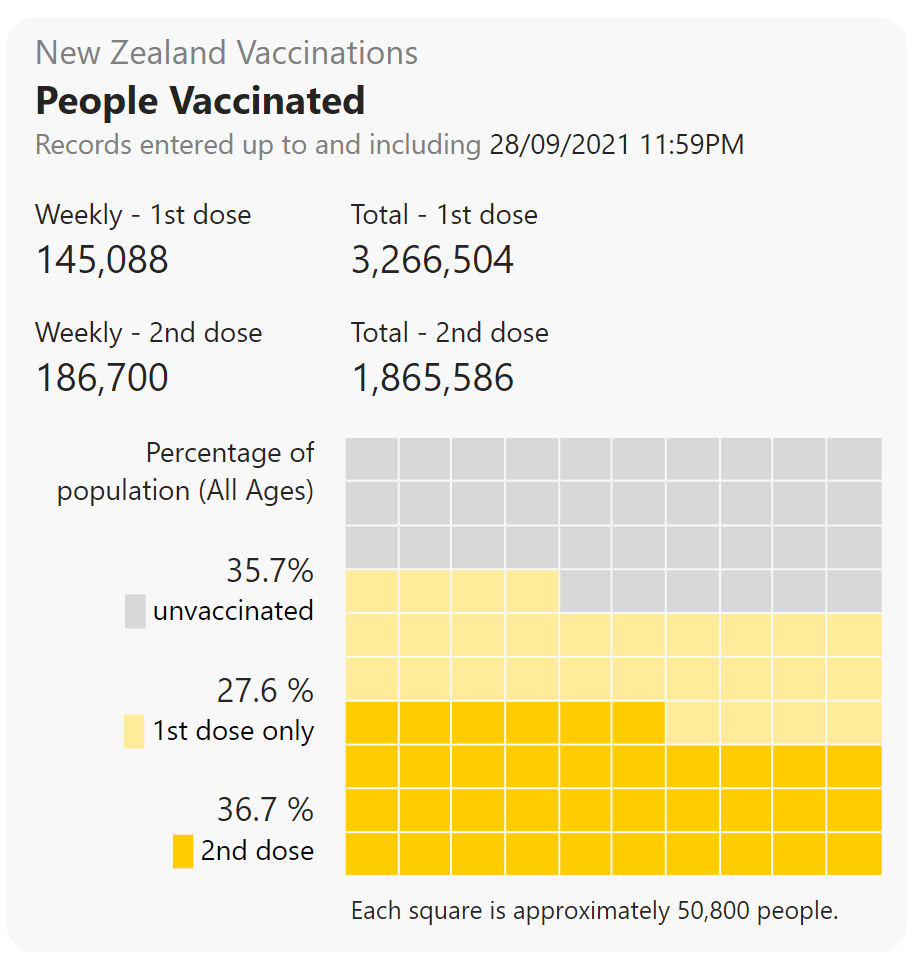 New Zealand Vaccinations
People Vaccinated
Records entered up to and including 28/09/2021 11:59PM
Weekly - 1st dose
145,088
Total - 1st dose
3,266,504
Weekly - 2nd dose
186,700
Total - 2nd dose
1,865,586
Percentage of
population (All Ages)
35.7%
unvaccinated
27.6 %
1st dose only
36.7 %
2nd dose
Each square is approximately 50,800 people.